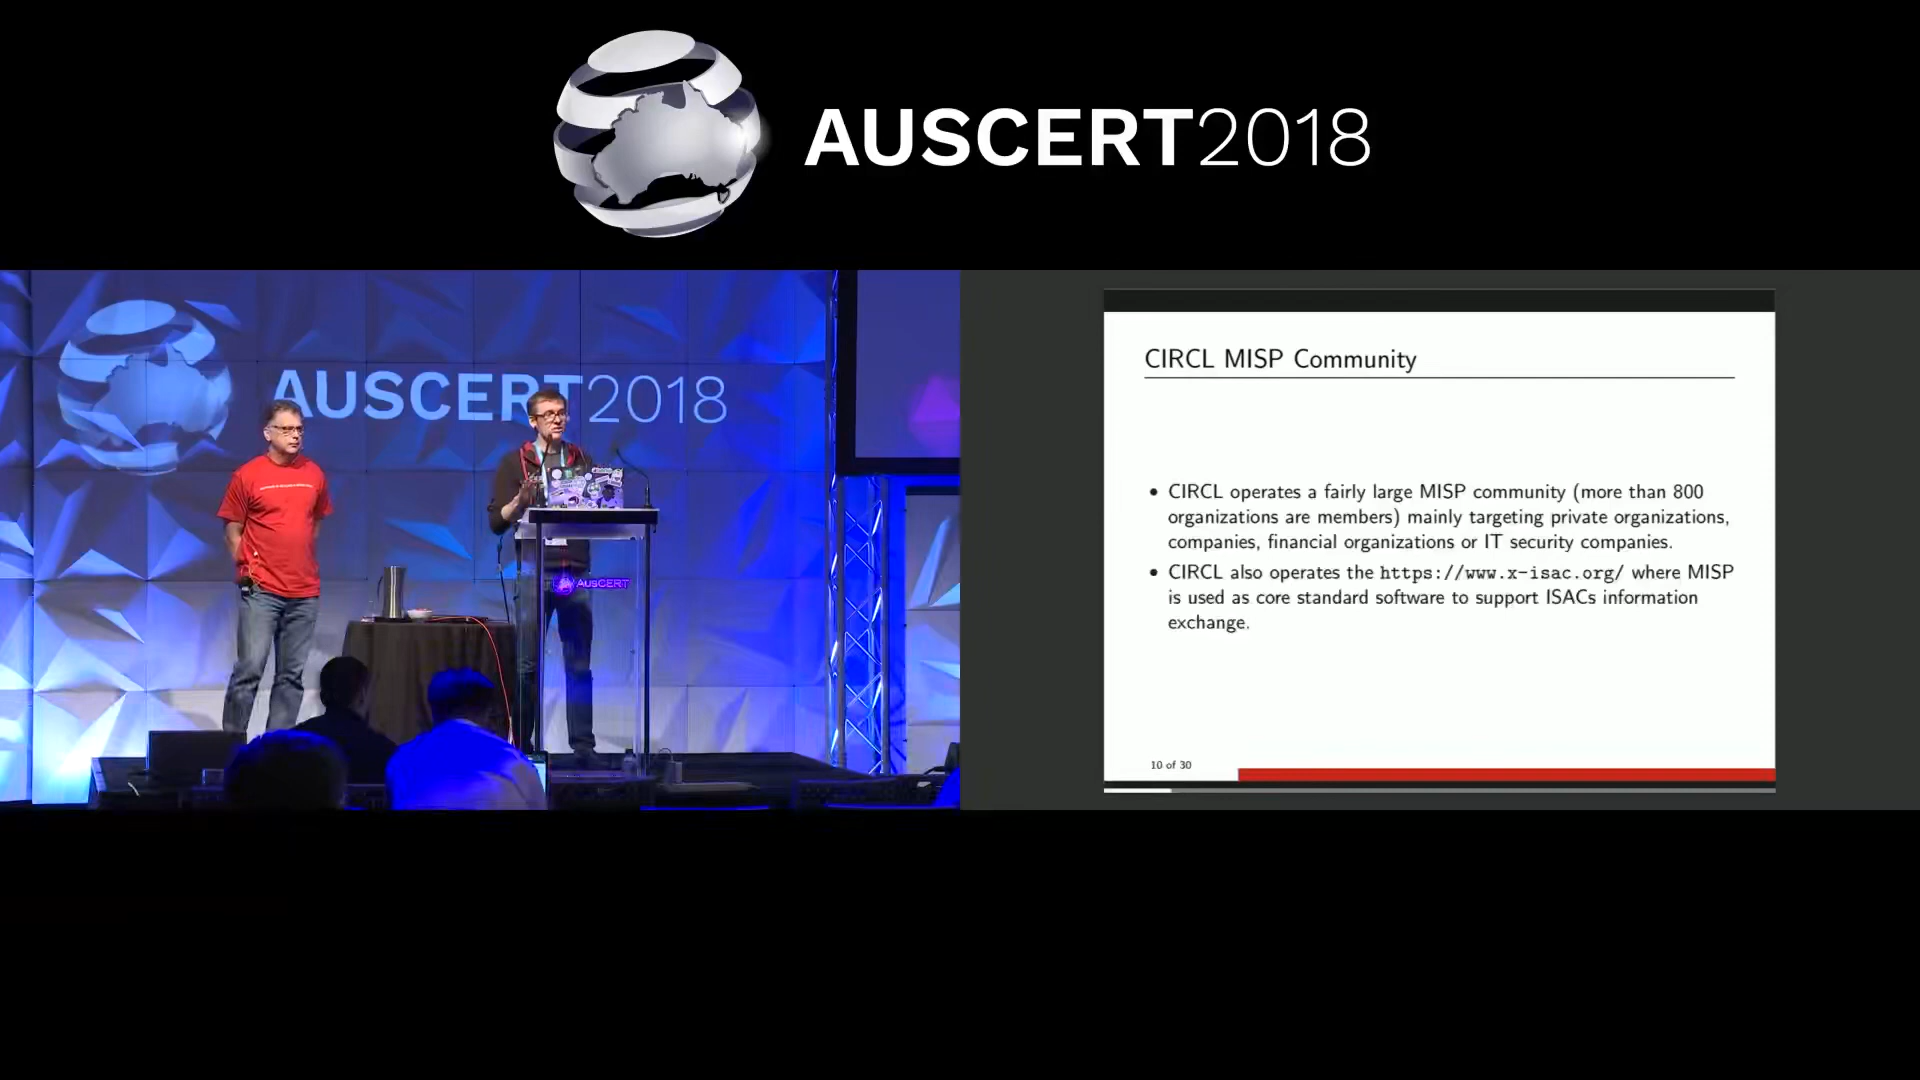 AUSCERT2018
AUSCERT2018
AusCERT
CIRCL MISP Community
• CIRCL operates a fairly large MISP community (more than 800
organizations are members) mainly targeting private organizations,
companies, financial organizations or IT security companies.
• CIRCL also operates the https://www.x-isac.org/ where MISP
is used as core standard software to support ISACs information
exchange.
10 of 30